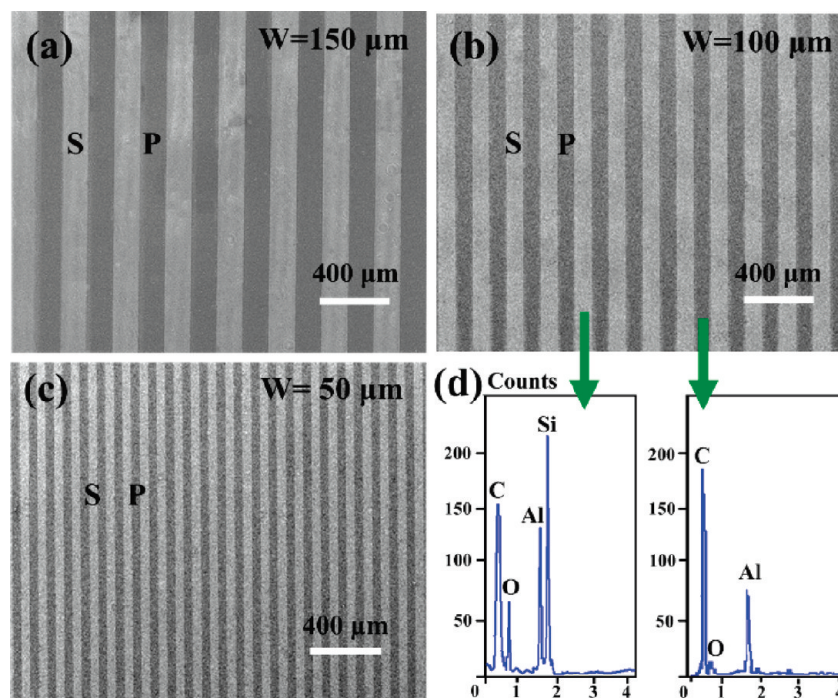 (a) W=150 μm
S P
400 μm
(b) W=100 μm
S P
400 μm
(c) W= 50 μm
S P
400 μm
(d) Counts
200
150
100
50
C
O
Al
Si
0 1 2 3 4
200
150
100
50
C
O
Al
0 1 2 3 4